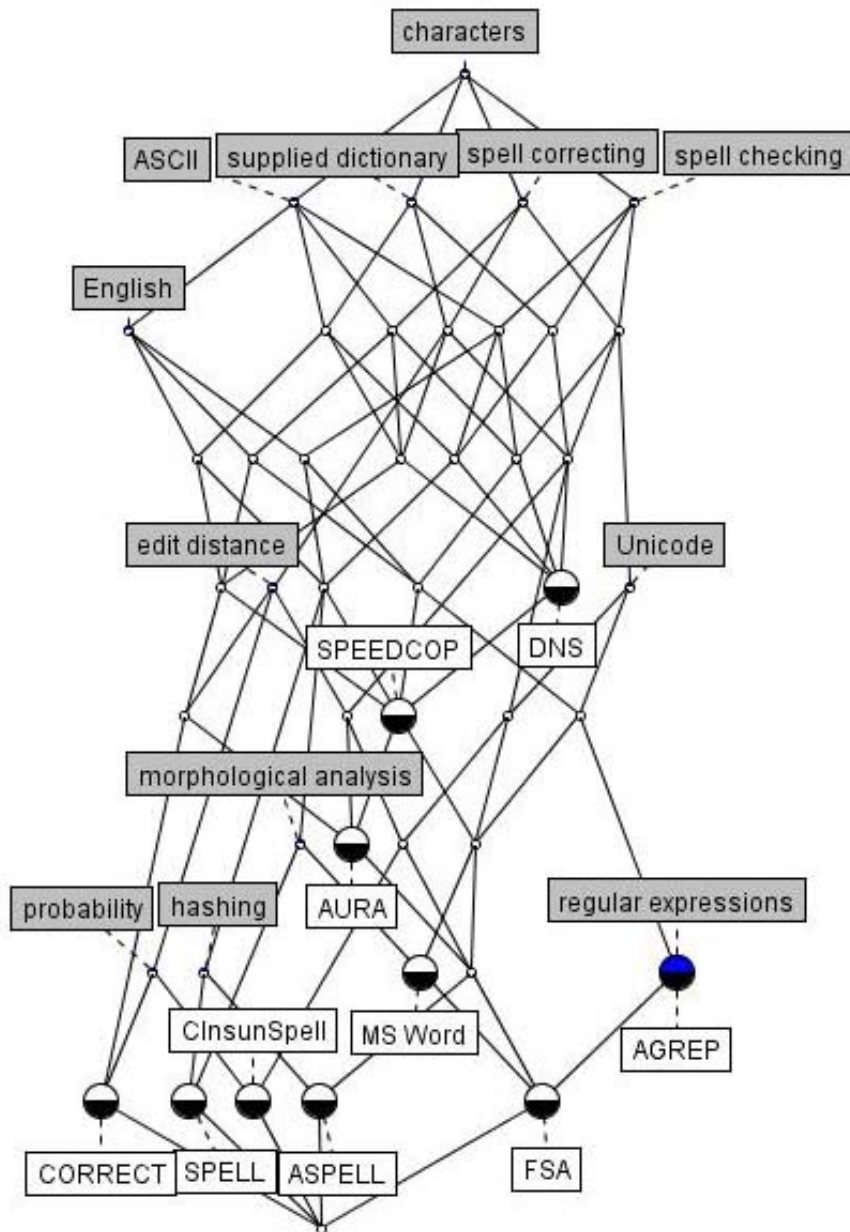 characters
ASCII
supplied dictionary
spell correcting
spell checking
English
edit distance
Unicode
SPEEDCOP
DNS
morphological analysis
probability
hashing
AURA
regular expressions
CInsunSpell
MS Word
AGREP
CORRECT
SPELL
ASPELL
FSA